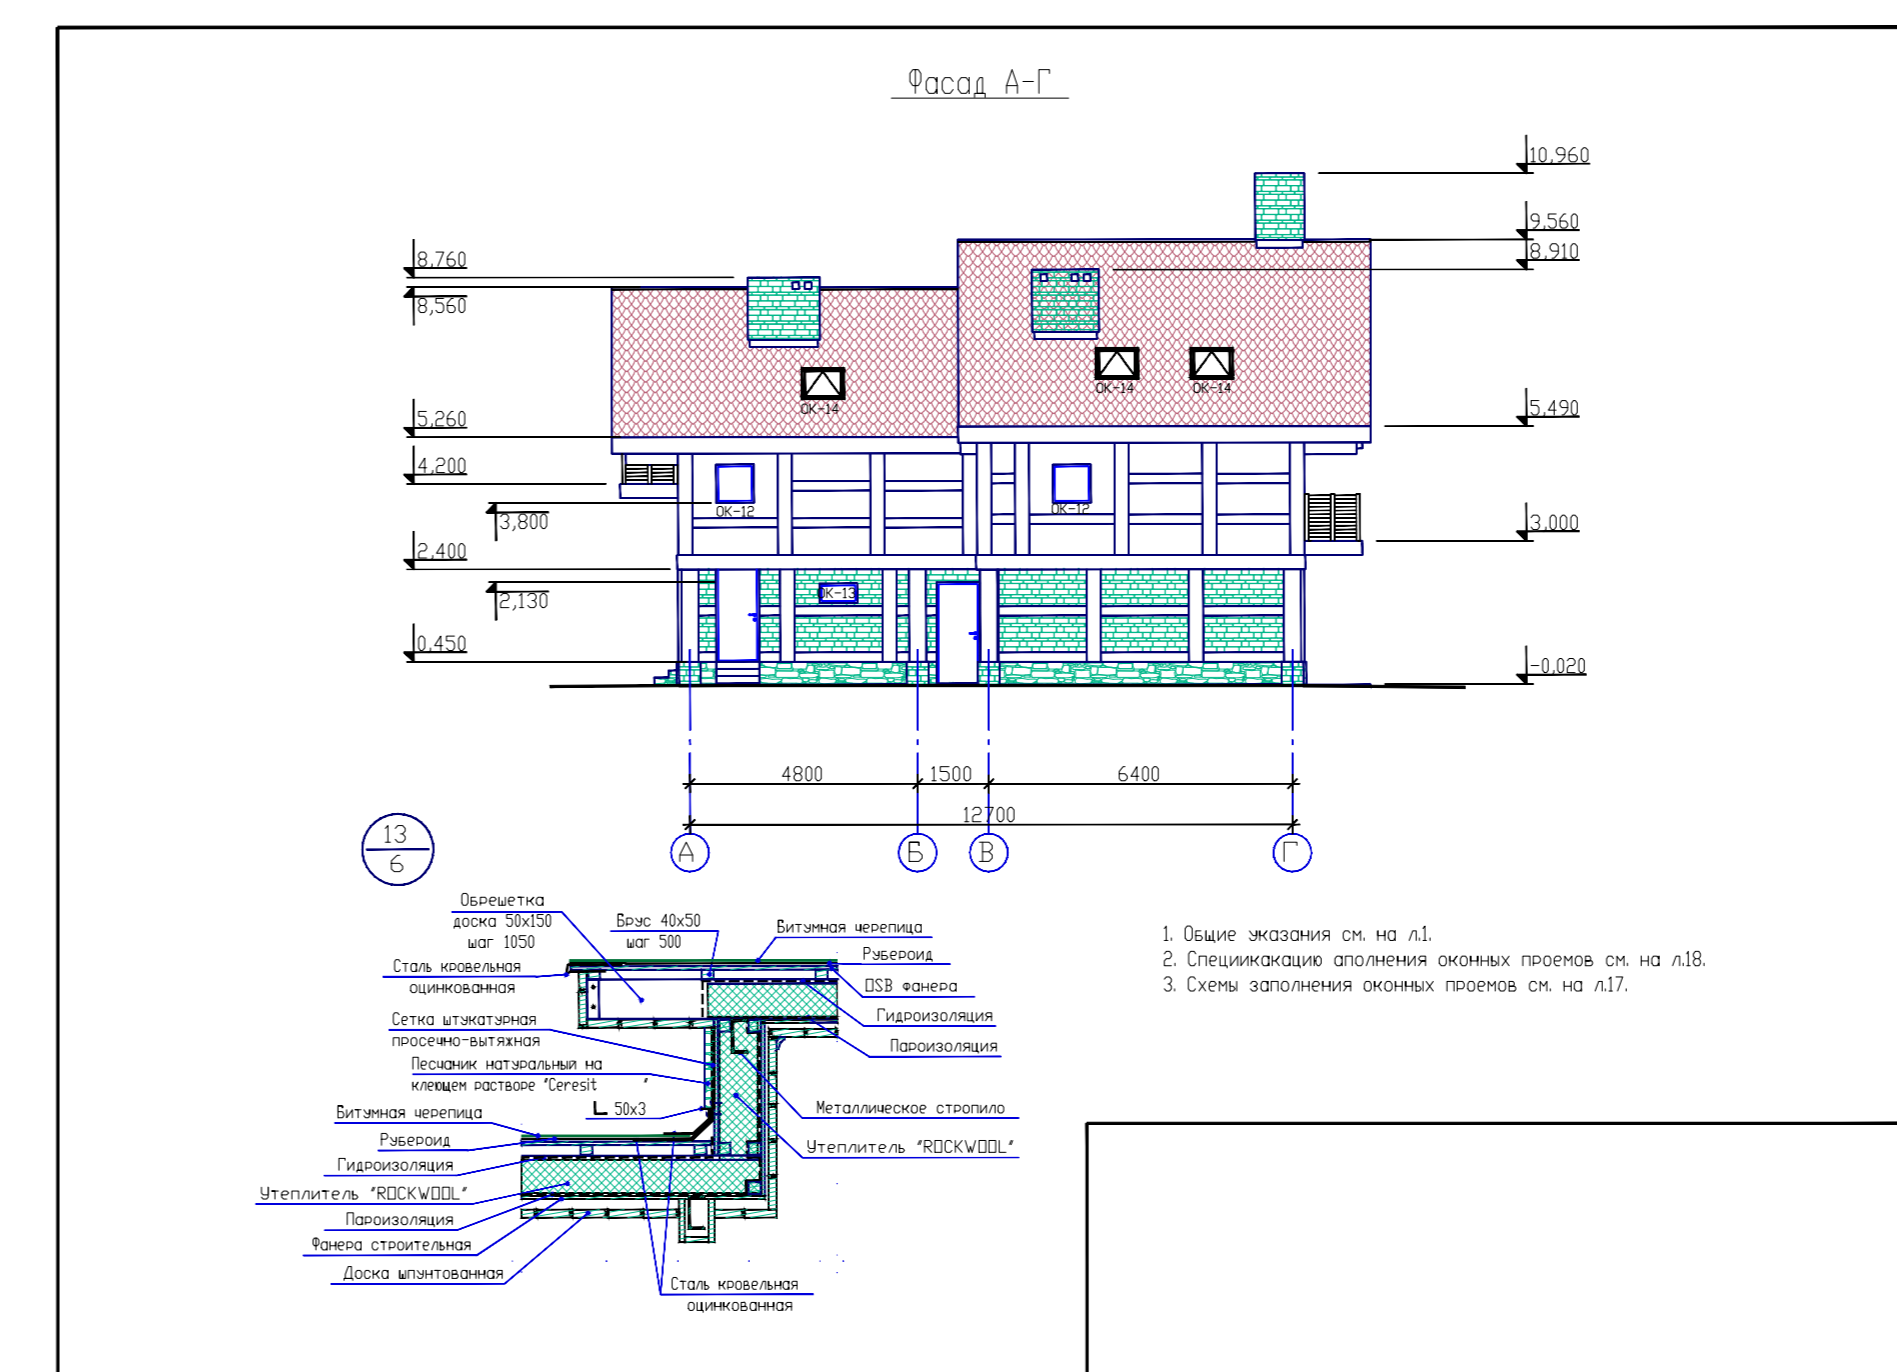 Фасад А-Г
10,960
9,560
8,910
8,760
8,560
ОК-14
ОК-14
ОК-14
5,260
5,490
4,200
ОК-12
ОК-12
3,800
3,000
2,400
2,130
ОК-13
0,450
-0,020
4800
1500
6400
12700
А
Б
В
Г
13
6
Обрешетка
доска 50х150
шаг 1050
Брус 40х50
шаг 500
Битумная черепица
Рубероид
OSB фанера
Гидроизоляция
Пароизоляция
Сталь кровельная
оцинкованная
Сетка штукатурная
просечно-вытяжная
Песчаник натуральный на
клеющем растворе "Ceresit "
L 50х3
Битумная черепица
Рубероид
Гидроизоляция
Утеплитель "ROCKWOOL"
Пароизоляция
Фанера строительная
Доска шпунтованная
Металлическое стропило
Утеплитель "ROCKWOOL"
Сталь кровельная
оцинкованная
1. Общие указания см. на л.1.
2. Специикакацию аполнения оконных проемов см. на л.18.
3. Схемы заполнения оконных проемов см. на л.17.